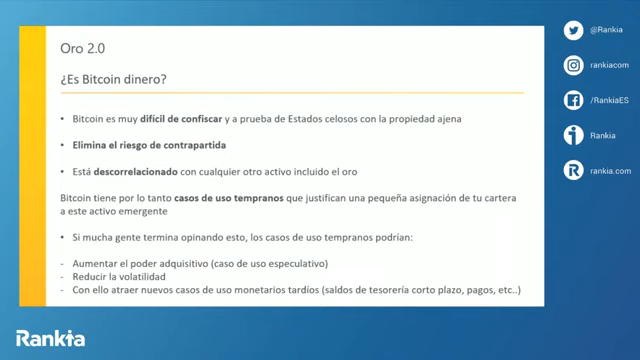 Oro 2.0
¿Es Bitcoin dinero?
• Bitcoin es muy difícil de confiscar y a prueba de Estados celosos con la propiedad ajena
• Elimina el riesgo de contrapartida
• Está descorrelacionado con cualquier otro activo incluido el oro
Bitcoin tiene por lo tanto casos de uso tempranos que justifican una pequeña asignación de tu cartera
a este activo emergente
• Si mucha gente termina opinando esto, los casos de uso tempranos podrían:
- Aumentar el poder adquisitivo (caso de uso especulativo)
- Reducir la volatilidad
- Con ello atraer nuevos casos de uso monetarios tardíos (saldos de tesorería corto plazo, pagos, etc..)
@Rankia
rankiacom
/RankiaES
Rankia
rankia.com
Rankia